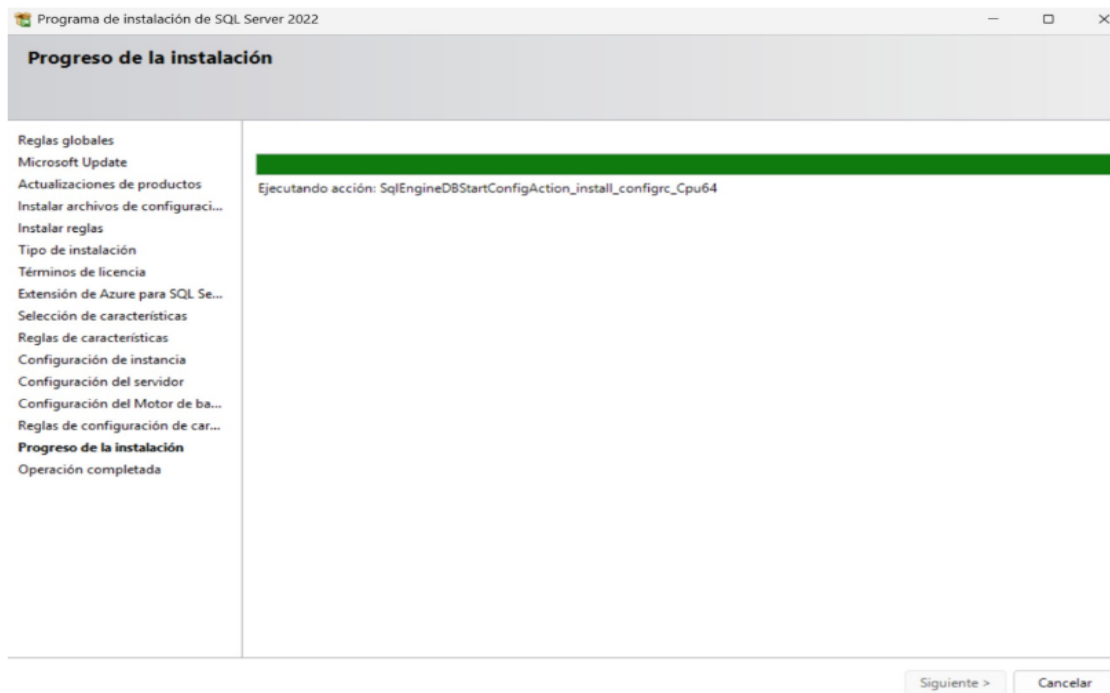 Programa de instalación de SQL Server 2022
Progreso de la instalación
Reglas globales
Microsoft Update
Actualizaciones de productos
Instalar archivos de configuraci...
Instalar reglas
Tipo de instalación
Términos de licencia
Extensión de Azure para SQL Se...
Selección de características
Reglas de características
Configuración de instancia
Configuración del servidor
Configuración del Motor de ba...
Reglas de configuración de car...
Progreso de la instalación
Operación completada
Ejecutando acción: SqlEngineDBStartConfigAction_install_configrc_Cpu64
Siguiente >
Cancelar